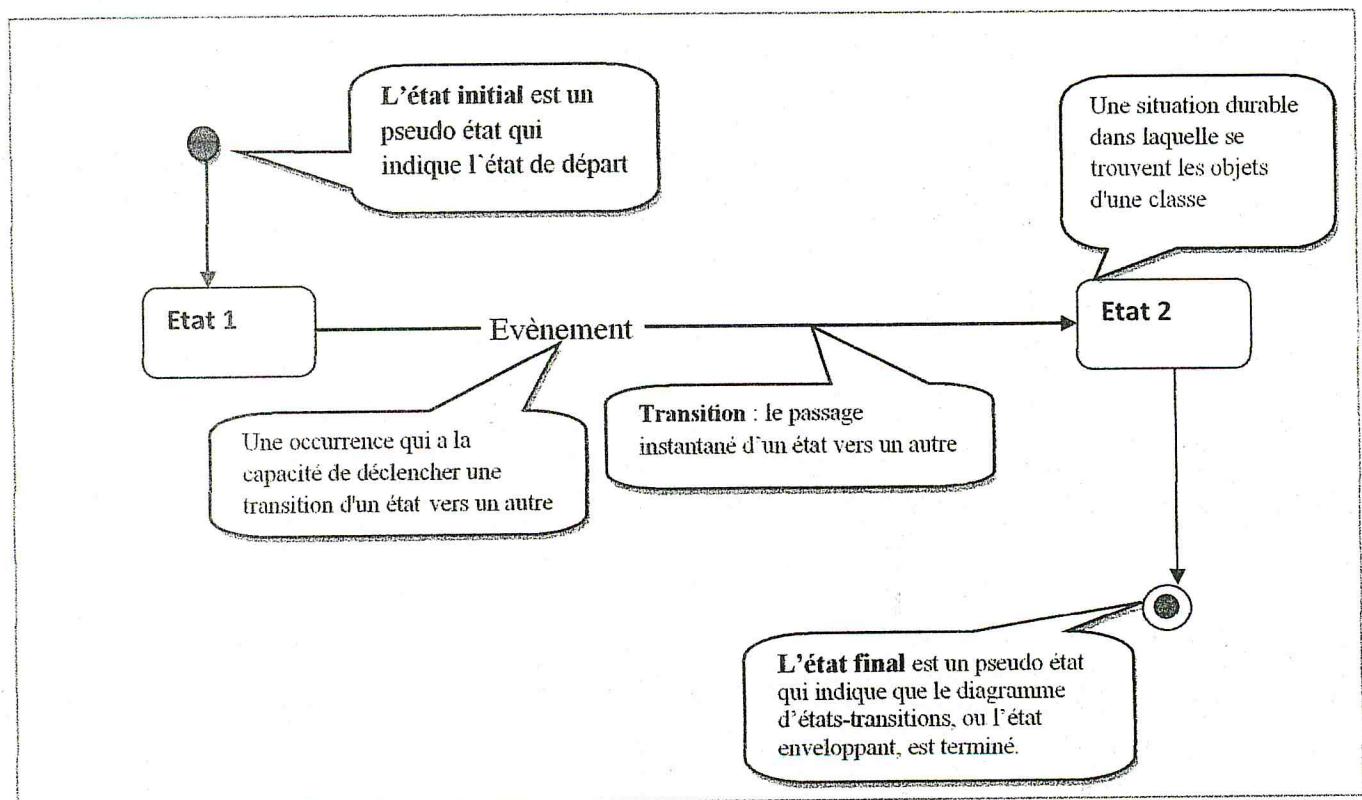 L'état initial est un
pseudo état qui
indique l'état de départ
Une situation durable
dans laquelle se
trouvent les objets
d'une classe
Etat 1
Evènement
Etat 2
Une occurrence qui a la
capacité de déclencher une
transition d'un état vers un autre
Transition : le passage
instantané d'un état vers un autre
L'état final est un pseudo état
qui indique que le diagramme
d'états-transitions, ou l'état
enveloppant, est terminé.